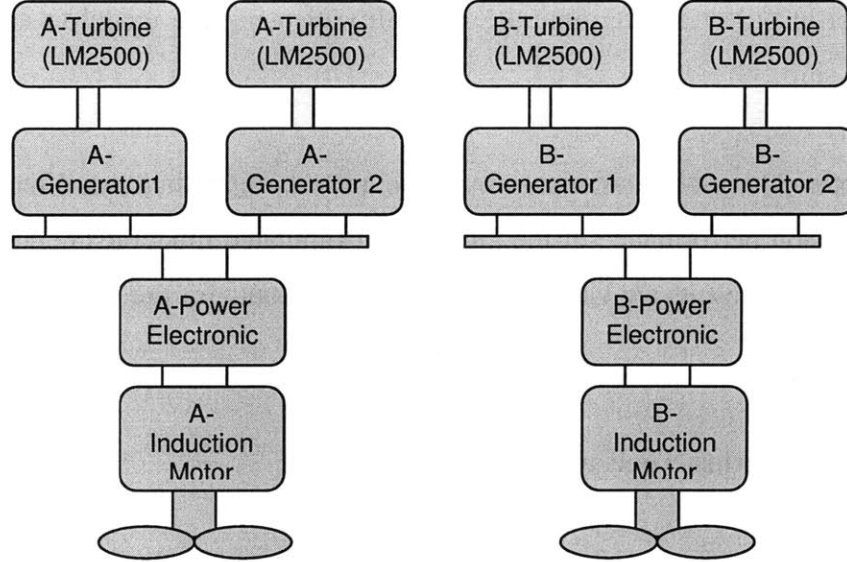 A-Turbine
(LM2500)
A-Turbine
(LM2500)
B-Turbine
(LM2500)
B-Turbine
(LM2500)
A-
Generator1
A-
Generator 2
B-
Generator 1
B-
Generator 2
A-Power
Electronic
B-Power
Electronic
A-
Induction
Motor
B-
Induction
Motor